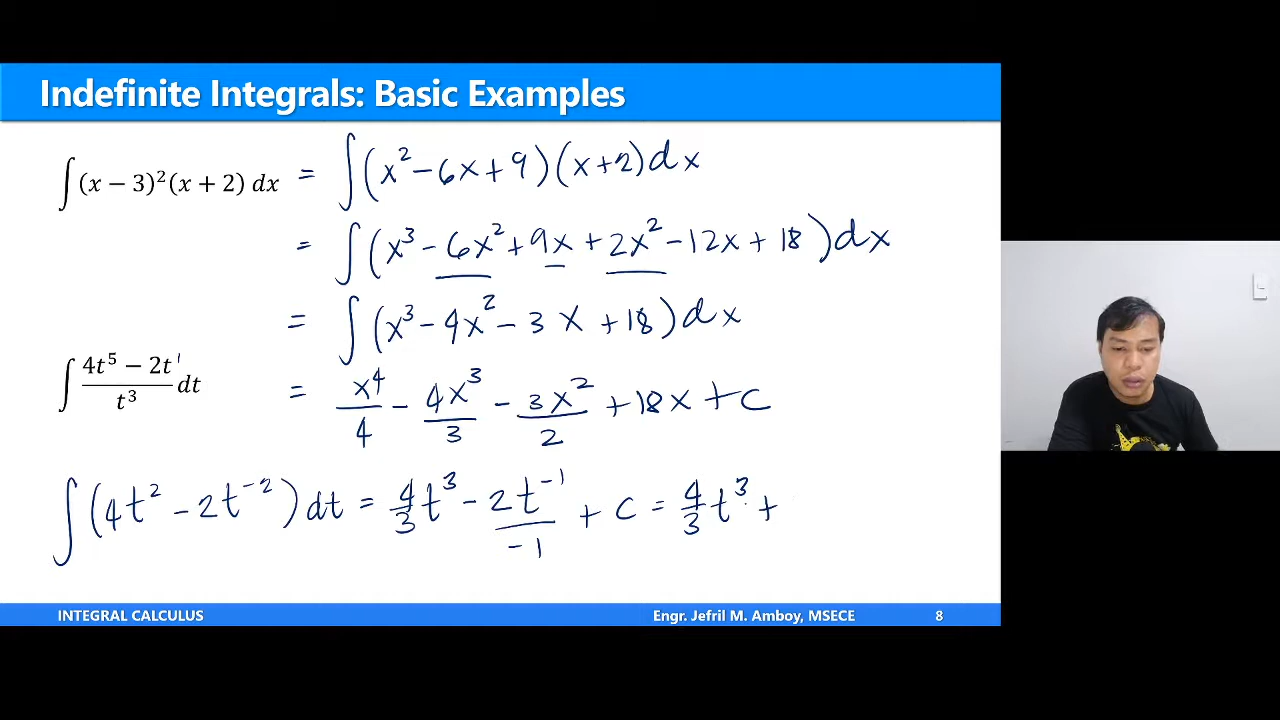 Indefinite Integrals: Basic Examples
∫(x − 3)²(x + 2) dx = ∫(x² − 6x + 9)(x + 2)dx
= ∫(x³ − 6x² + 9x + 2x² − 12x + 18)dx
= ∫(x³ − 4x² − 3x + 18)dx
∫ (4t⁵ − 2t¹)/t³ dt
= x⁴/4 − 4x³/3 − 3x²/2 + 18x + C
∫(4t² − 2t⁻²)dt = 4/3 t³ − 2t⁻¹/−1 + C = 4/3 t³ +
INTEGRAL CALCULUS Engr. Jefril M. Amboy, MSECE 8